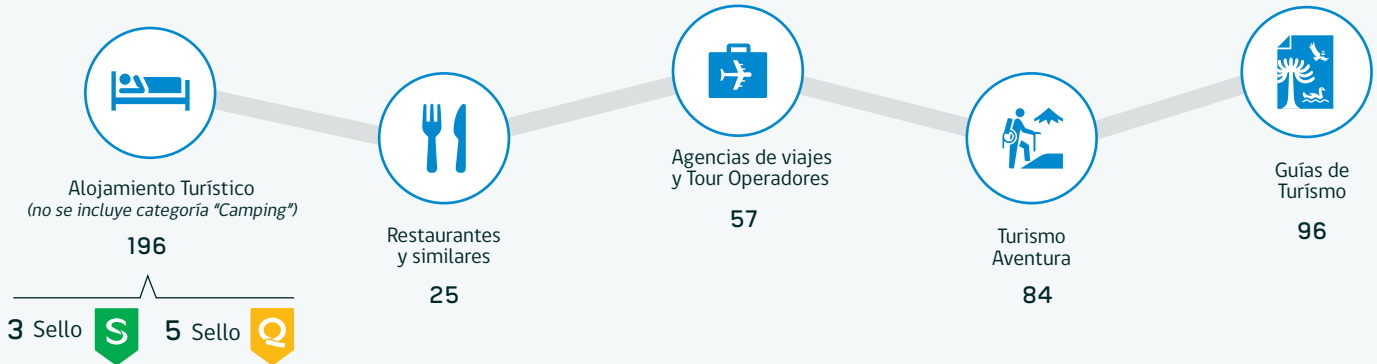 Alojamiento Turístico
(no se incluye categoría "Camping")
196
3 Sello S 5 Sello Q
Restaurantes
y similares
25
Agencias de viajes
y Tour Operadores
57
Turismo
Aventura
84
Guías de
Turísmo
96